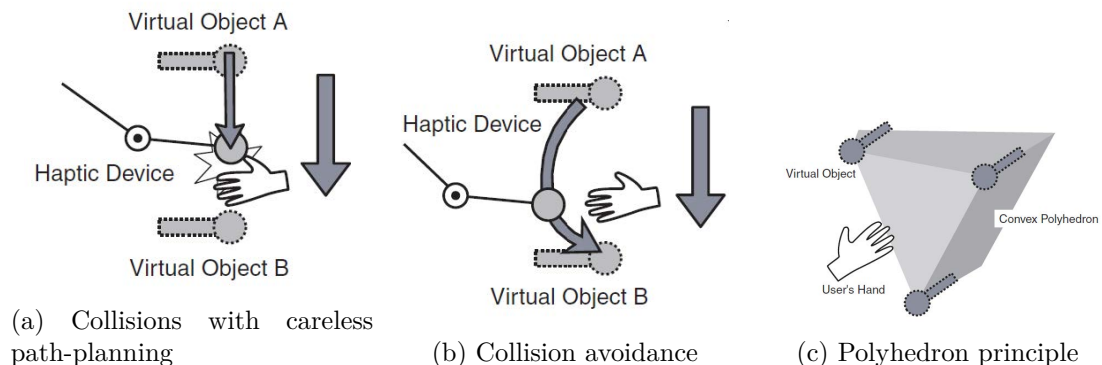 Virtual Object A
Haptic Device
Virtual Object B
(a) Collisions with careless
path-planning
Virtual Object A
Haptic Device
Virtual Object B
(b) Collision avoidance
Virtual Object
Convex Polyhedron
User's Hand
(c) Polyhedron principle